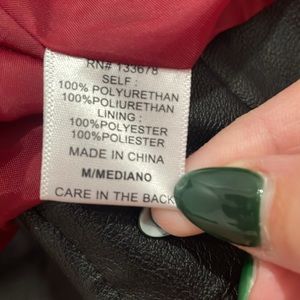 RN# 133678
SELF :
100% POLYURETHAN
100%POLIURETHAN
LINING :
100%POLYESTER
100%POLIESTER
MADE IN CHINA
M/MEDIANO
CARE IN THE BACK